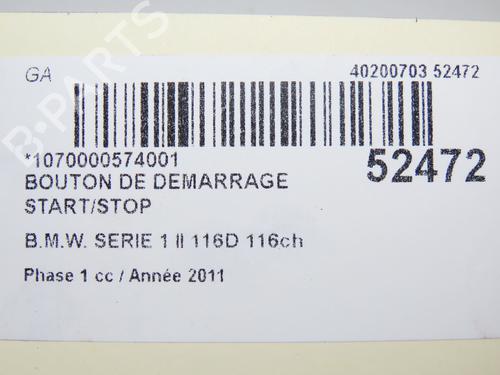 GA
40200703 52472
*1070000574001
52472
BOUTON DE DEMARRAGE
START/STOP
B.M.W. SERIE 1 II 116D 116ch
Phase 1 cc / Année 2011
B-PARTS